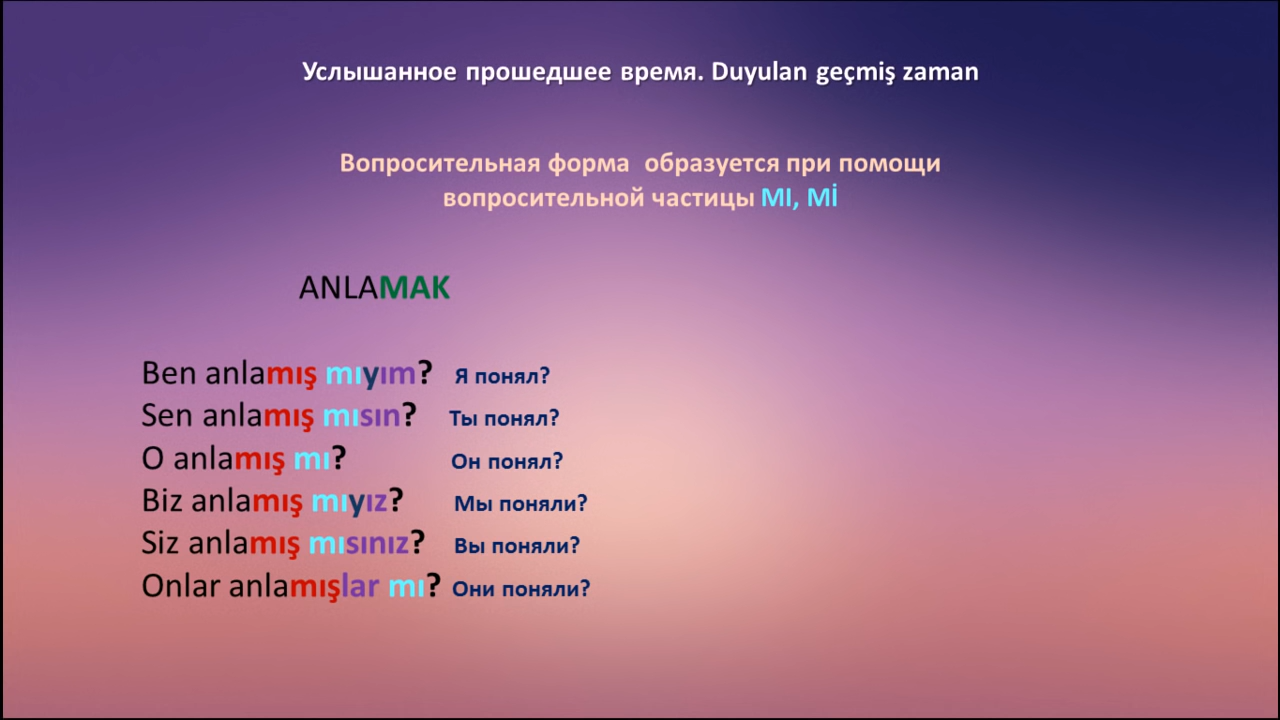 Услышанное прошедшее время. Duyulan geçmiş zaman
Вопросительная форма образуется при помощи
вопросительной частицы MI, Mİ
ANLAMAK
Ben anlamış mıyım? Я понял?
Sen anlamış mısın? Ты понял?
O anlamış mı? Он понял?
Biz anlamış mıyız? Мы поняли?
Siz anlamış mısınız? Вы поняли?
Onlar anlamışlar mı? Они поняли?